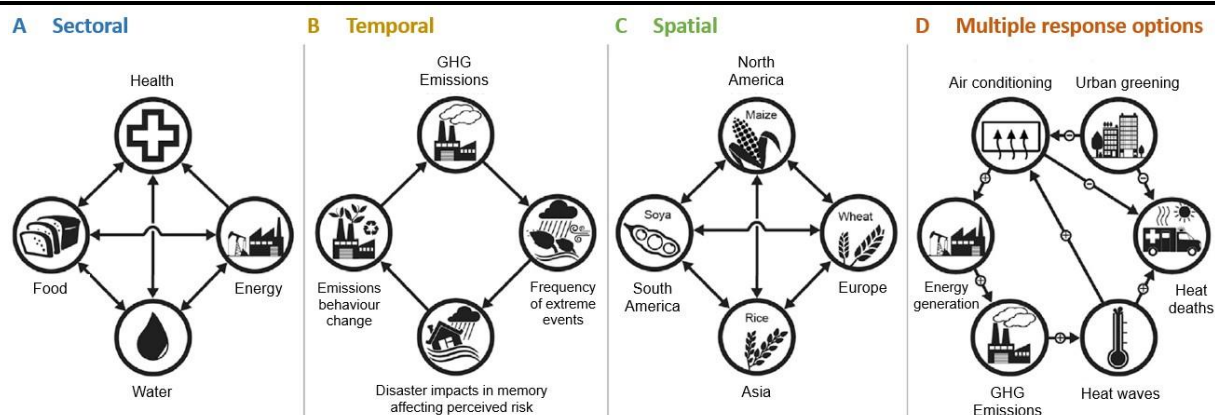 A Sectoral
Health
Food
Energy
Water
B Temporal
GHG
Emissions
Emissions
behaviour
change
Frequency
of extreme
events
Disaster impacts in memory
affecting perceived risk
C Spatial
North
America
Maize
Soya
Wheat
South
America
Europe
Rice
Asia
D Multiple response options
Air conditioning
Urban greening
Energy
generation
Heat
deaths
GHG
Emissions
Heat waves